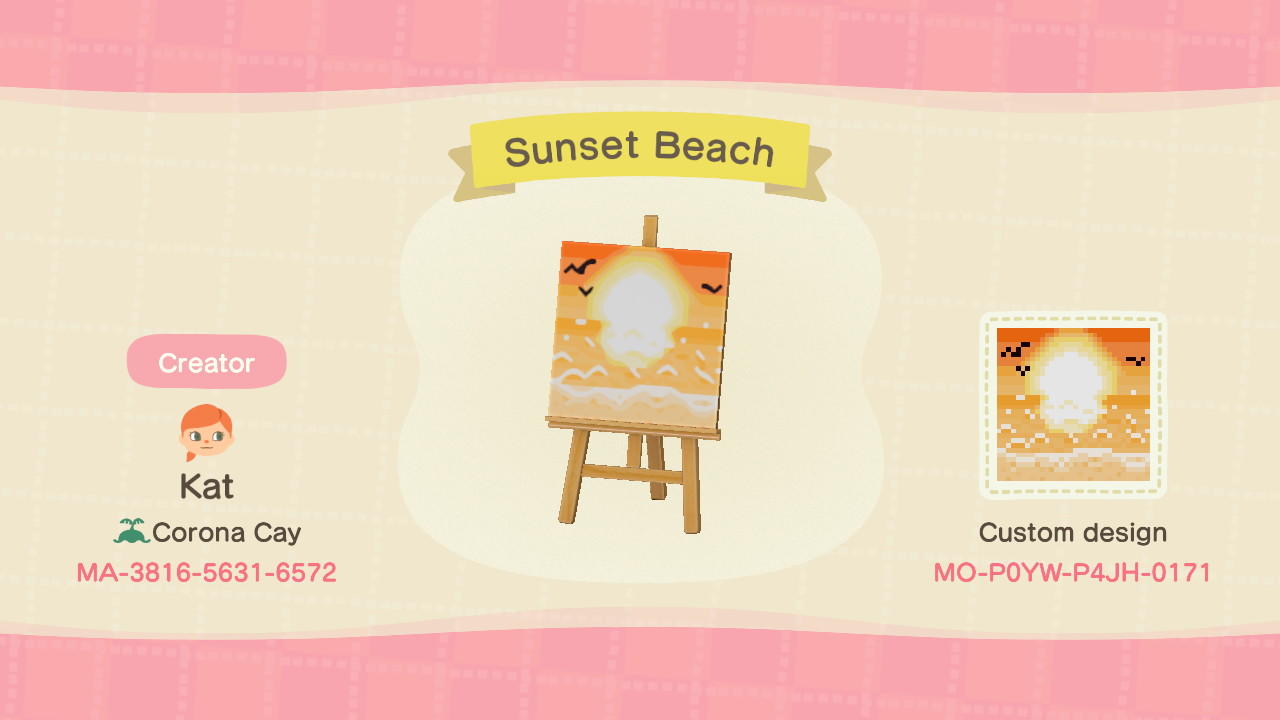 Sunset Beach
Creator
Kat
Corona Cay
MA-3816-5631-6572
Custom design
MO-P0YW-P4JH-0171